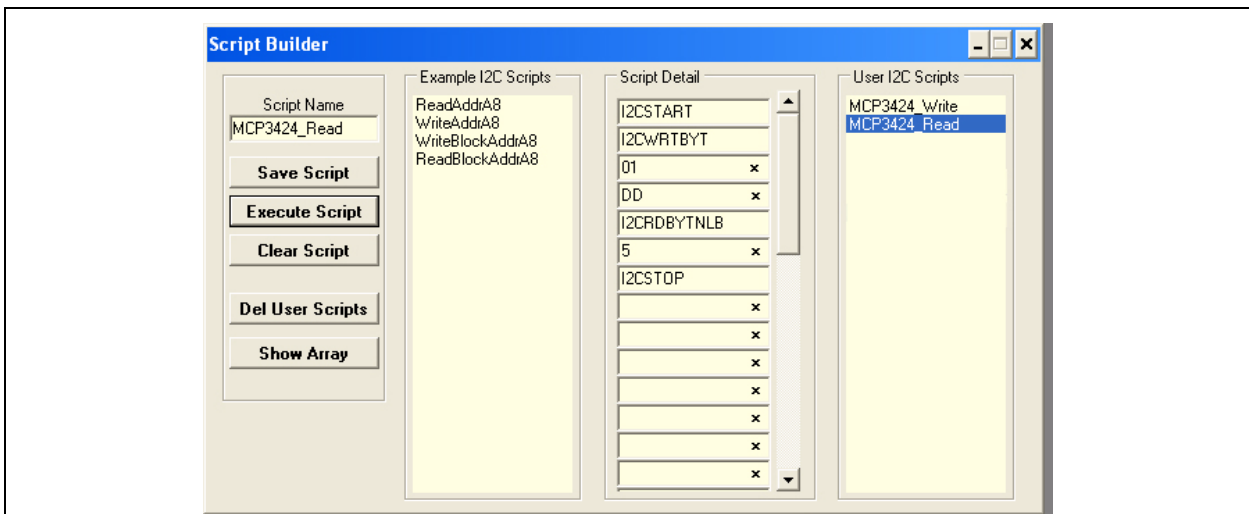 Script Builder
Script Name
MCP3424_Read
Save Script
Execute Script
Clear Script
Del User Scripts
Show Array
Example I2C Scripts
ReadAddrA8
WriteAddrA8
WriteBlockAddrA8
ReadBlockAddrA8
Script Detail
I2CSTART
I2CWRTBYT
01 x
DD x
I2CRDBYTNLB
5 x
I2CSTOP
x
x
x
x
x
x
x
User I2C Scripts
MCP3424_Write
MCP3424_Read